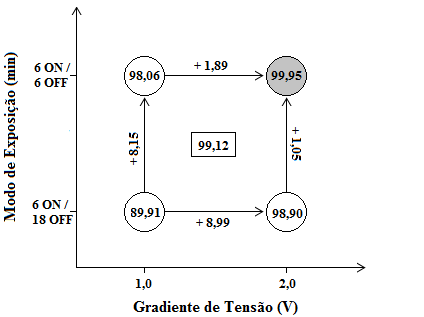 Modo de Exposição (min)
6 ON /
6 OFF
98,06
+ 1,89
99,95
+ 8,15
99,12
+ 1,05
6 ON /
18 OFF
89,91
+ 8,99
98,90
1,0
2,0
Gradiente de Tensão (V)